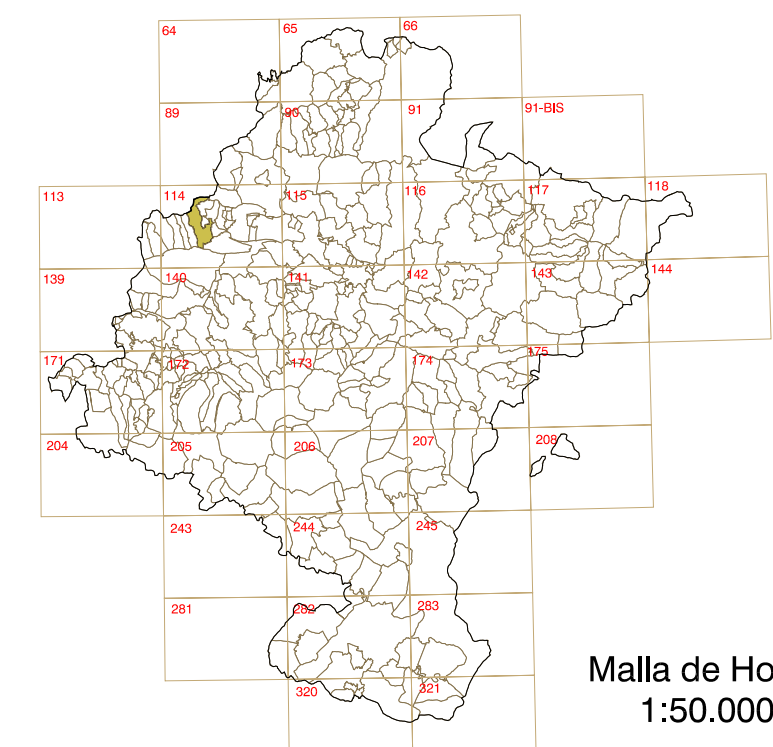 64 65 66
89 90 91 91-BIS
113 114 115 116 117 118
139 140 141 142 143 144
171 172 173 174 175
204 205 206 207 208
243 244 245
281 282 283
320 321
Malla de Ho
1:50.000